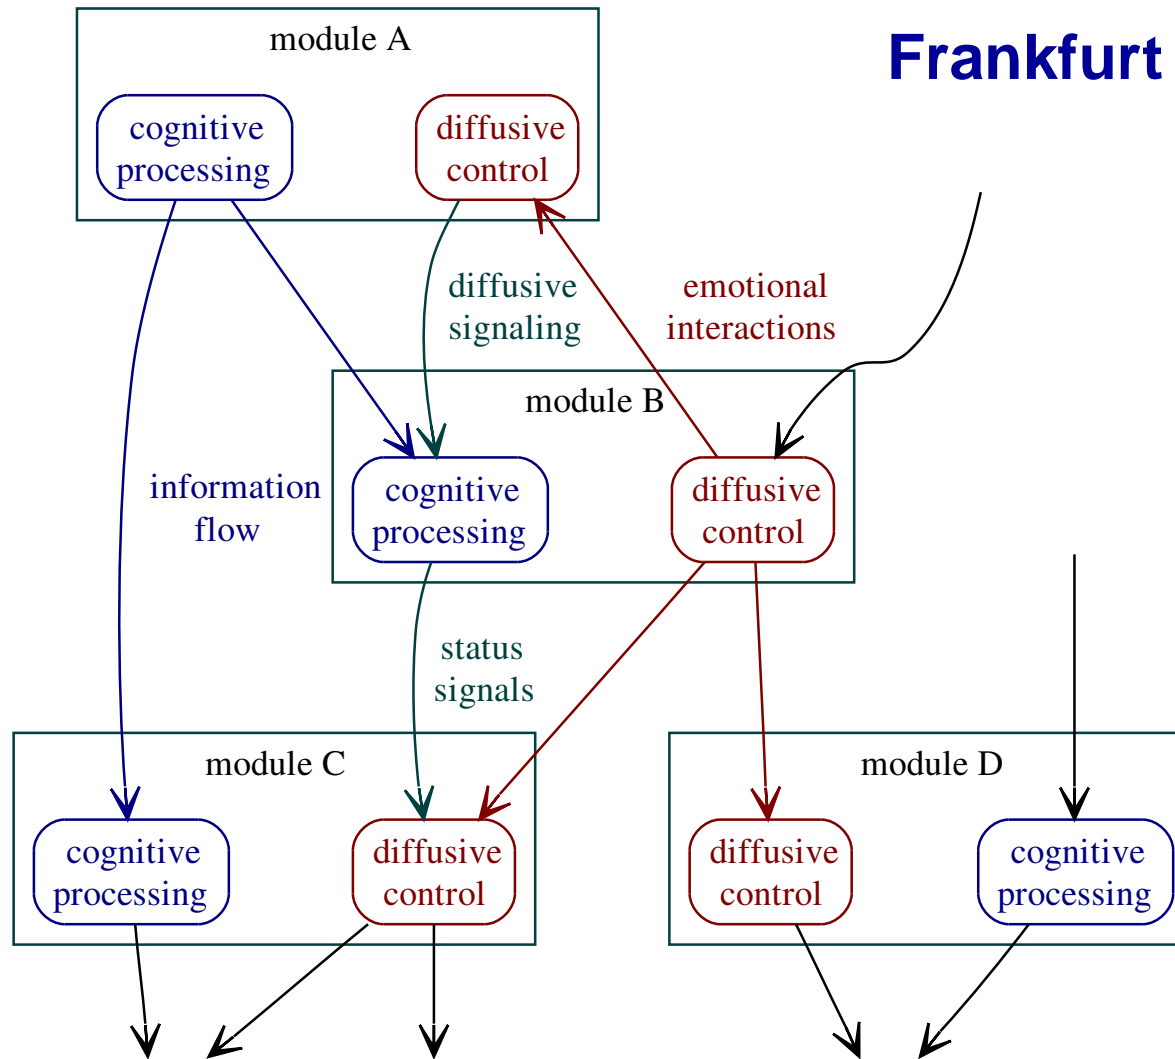 module A
Frankfurt
cognitive
processing
diffusive
control
diffusive
signaling
emotional
interactions
module B
information
flow
cognitive
processing
diffusive
control
status
signals
module C
module D
cognitive
processing
diffusive
control
diffusive
control
cognitive
processing